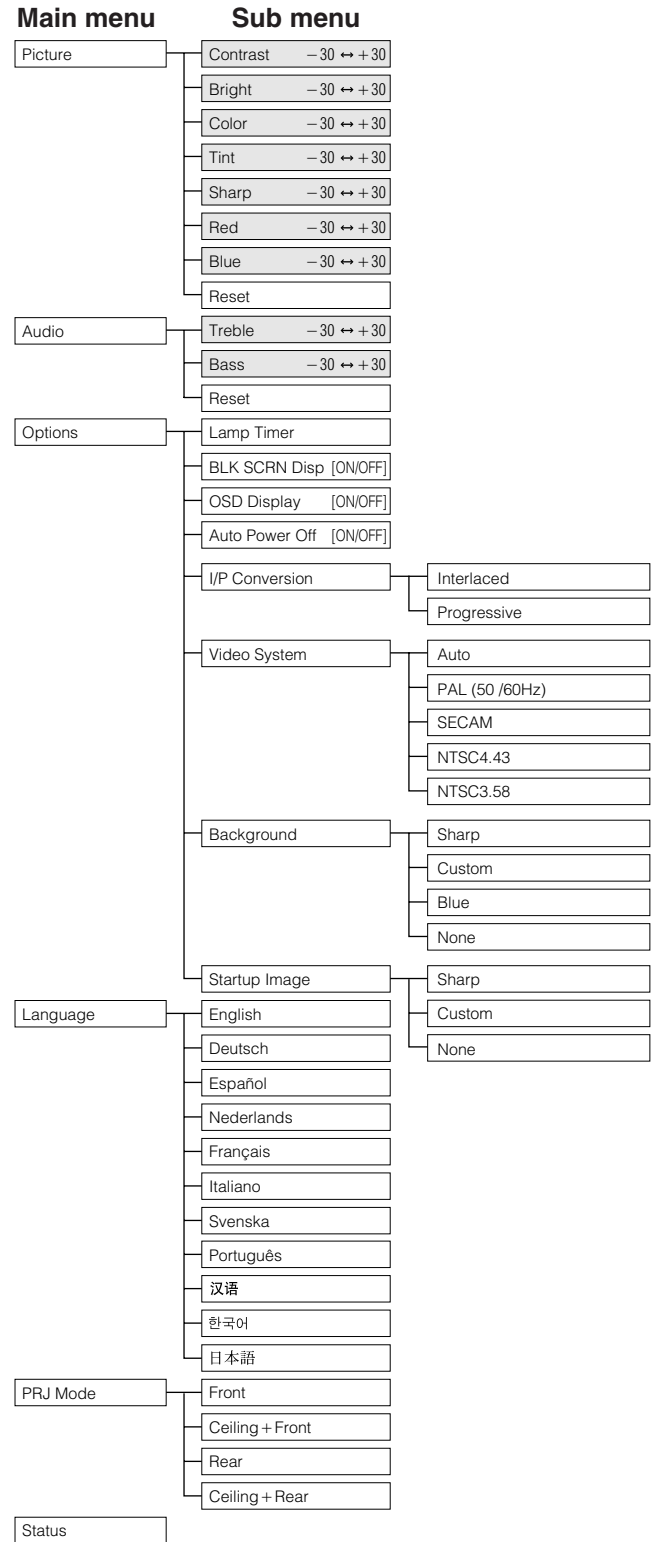 Main menu Sub menu
Picture Contrast −30 ↔ +30
Bright −30 ↔ +30
Color −30 ↔ +30
Tint −30 ↔ +30
Sharp −30 ↔ +30
Red −30 ↔ +30
Blue −30 ↔ +30
Reset
Audio Treble −30 ↔ +30
Bass −30 ↔ +30
Reset
Options Lamp Timer
BLK SCRN Disp [ON/OFF]
OSD Display [ON/OFF]
Auto Power Off [ON/OFF]
I/P Conversion Interlaced
Progressive
Video System Auto
PAL (50 /60Hz)
SECAM
NTSC4.43
NTSC3.58
Background Sharp
Custom
Blue
None
Startup Image Sharp
Language English Custom
Deutsch None
Español
Nederlands
Français
Italiano
Svenska
Português
汉语
한국어
日本語
PRJ Mode Front
Ceiling+Front
Rear
Ceiling+Rear
Status